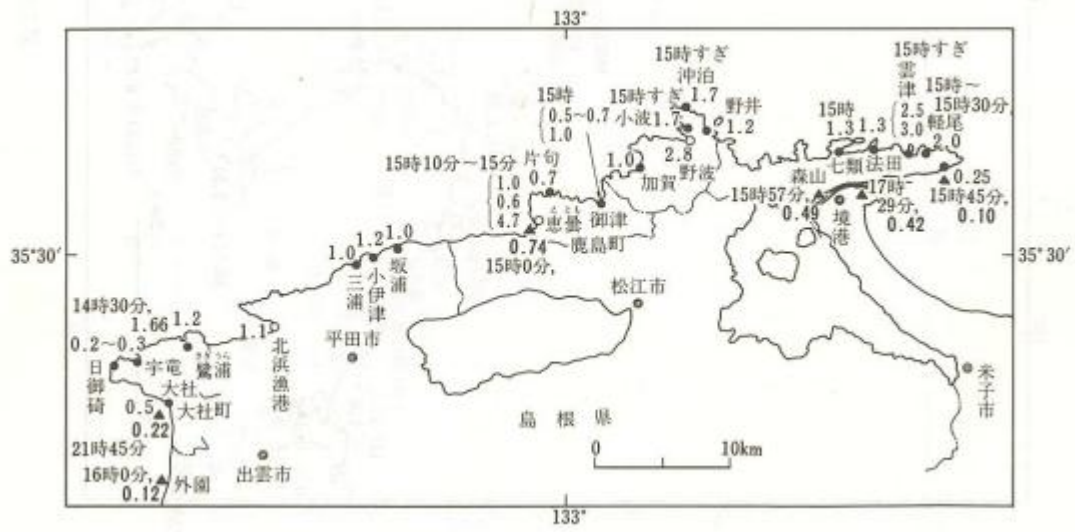 133°
15時すぎ
沖泊
1.7
15時すぎ
小波
1.7
野井
1.2
2.8
野波
15時
0.5~0.7
1.0
1.0
加賀
御津
15時10分~15分
1.0
0.6
4.7
片句
0.7
恵曇
えとも
0.74
~鹿島町
15時0分,
15時
1.3
七類
1.3
法田
15時すぎ
雲津
2.5
3.0
15時~
15時30分,
軽尾
2.0
0.25
15時45分,
0.10
森山
15時57分,
0.49
境港
17時-
29分,
0.42
35°30′
35°30′
1.0
三浦
1.2
小伊津
1.0
坂浦
松江市
平田市
14時30分,
1.66
0.2~0.3
日御碕
宇竜
1.2
鷺浦
さぎうら
1.1
北浜漁港
大社
大社町
0.5
0.22
21時45分
16時0分,
0.12
外園
出雲市
島根県
0
10km
米子市
133°